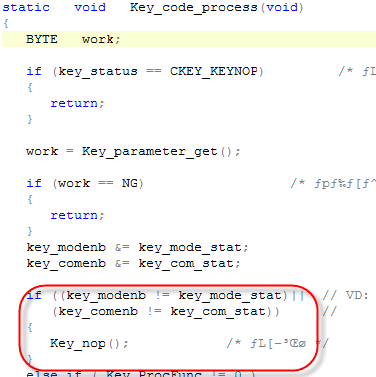 static void Key_code_process(void)
{
BYTE work;
if (key_status == CKEY_KEYNOP) /* ƒL
{
return;
}
work = Key_parameter_get();
if (work == NG) /* ƒpƒ‰ƒ[ƒ^
{
return;
}
key_modenb &= key_mode_stat;
key_comenb &= key_com_stat;
if ((key_modenb != key_mode_stat)|| // VD:
(key_comenb != key_com_stat)) //
{
Key_nop(); /* ƒL[–³Œø */
}
else if ( Key_ProcFunc != 0 )